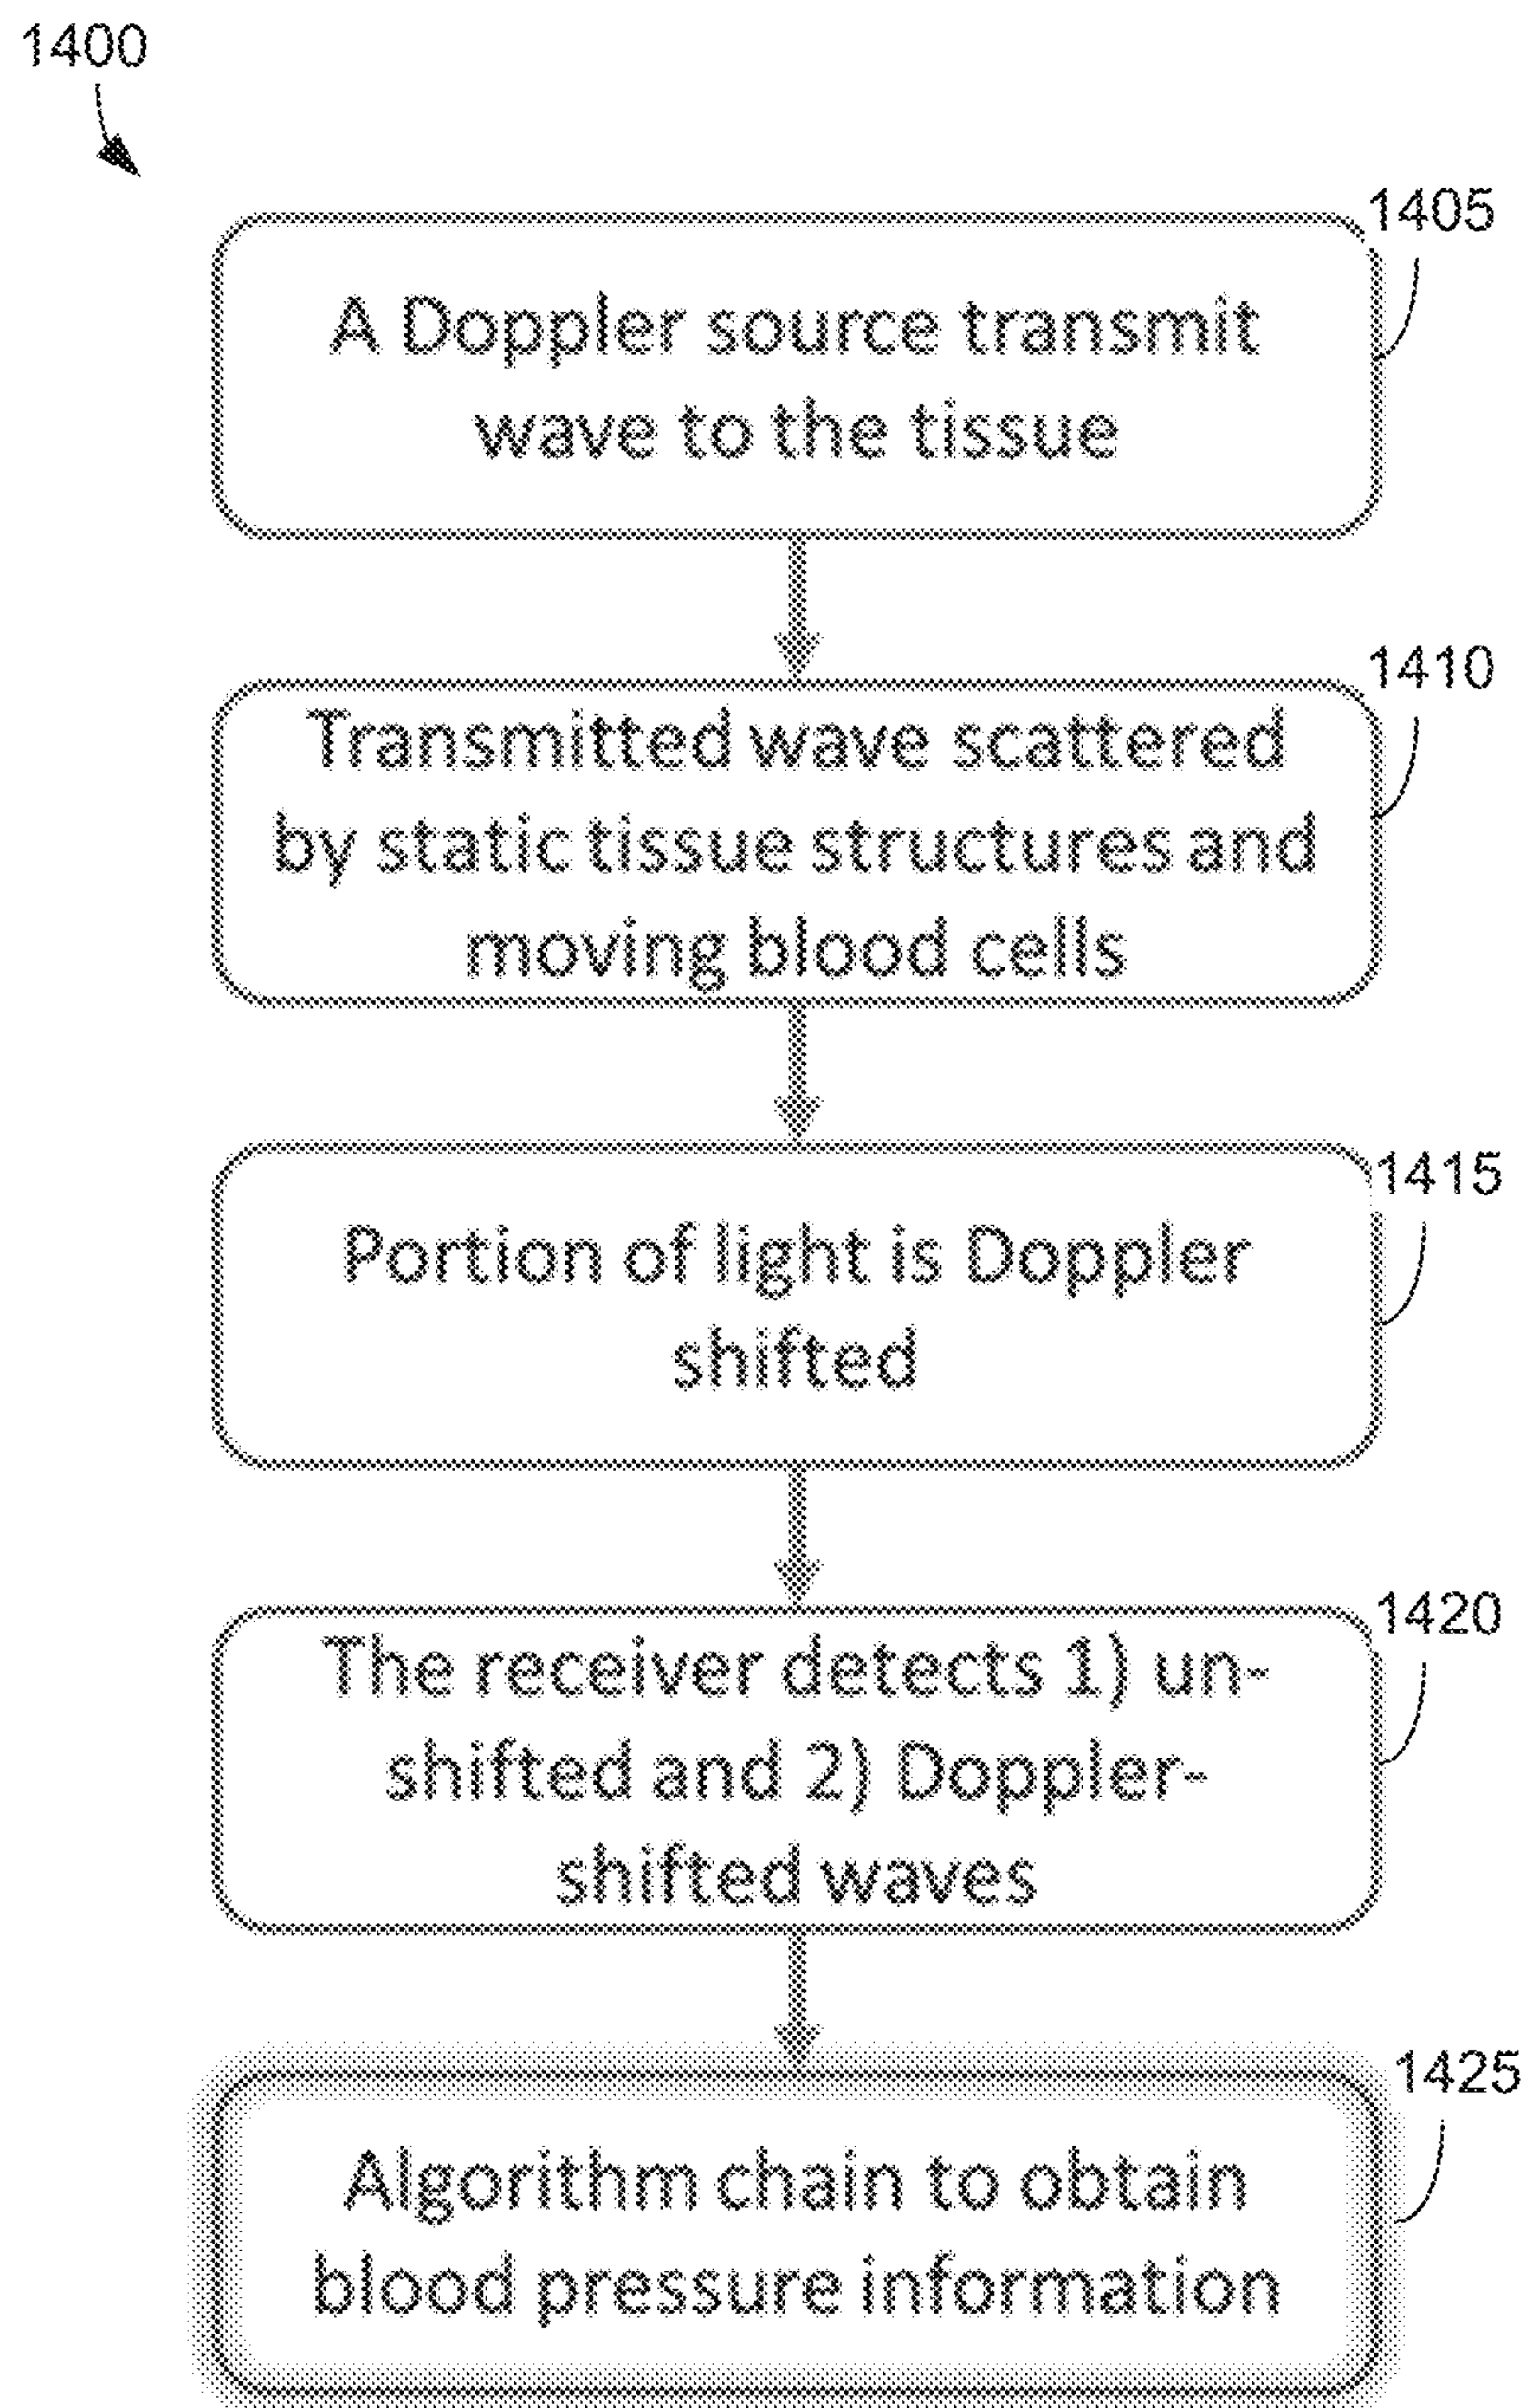 1400
1405
A Doppler source transmit
wave to the tissue
1410
Transmitted wave scattered
by static tissue structures and
moving blood cells
1415
Portion of light is Doppler
shifted
1420
The receiver detects 1) un-
shifted and 2) Doppler-
shifted waves
1425
Algorithm chain to obtain
blood pressure information